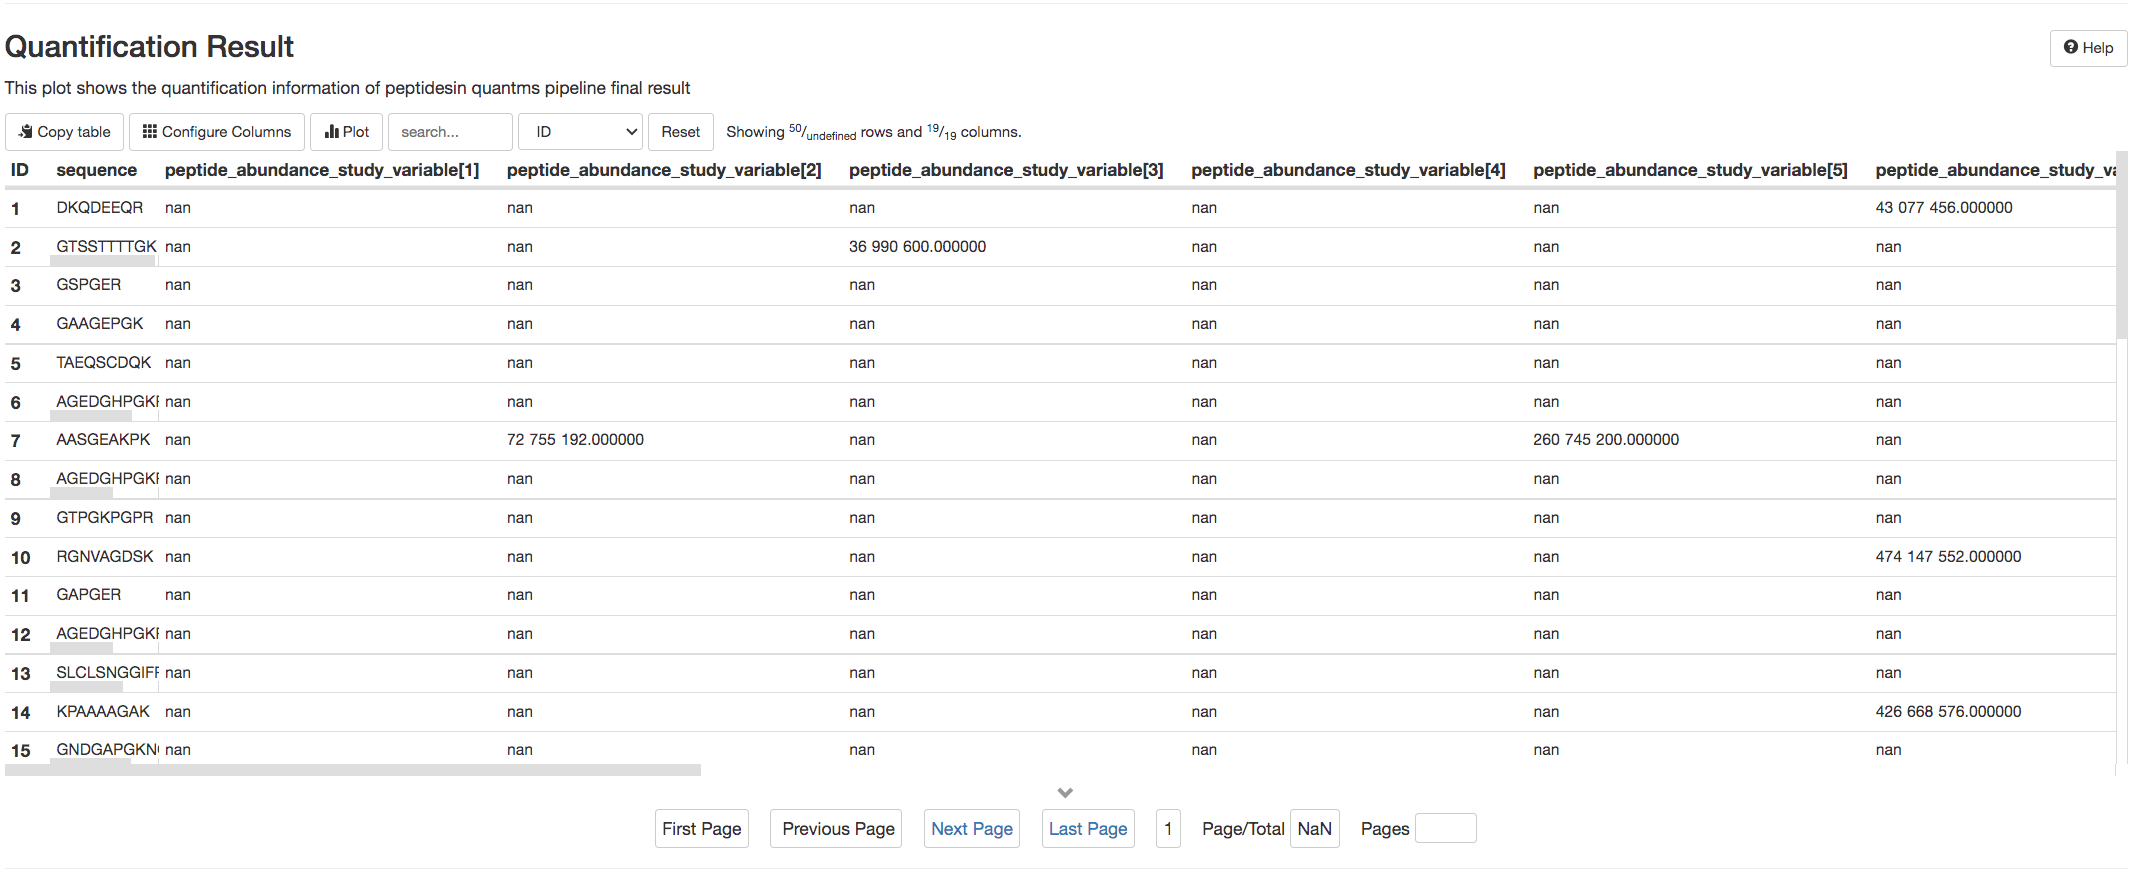 Quantification Result
Help
This plot shows the quantification information of peptidesin quantms pipeline final result
Copy table Configure Columns Plot search... ID Reset Showing 50/undefined rows and 19/19 columns.
ID sequence peptide_abundance_study_variable[1] peptide_abundance_study_variable[2] peptide_abundance_study_variable[3] peptide_abundance_study_variable[4] peptide_abundance_study_variable[5] peptide_abundance_study_va
1 DKQDEEQR nan nan nan nan nan 43 077 456.000000
2 GTSSTTTTGK nan nan 36 990 600.000000 nan nan nan
3 GSPGER nan nan nan nan nan nan
4 GAAGEPGK nan nan nan nan nan nan
5 TAEQSCDQK nan nan nan nan nan nan
6 AGEDGHPGK nan nan nan nan nan nan
7 AASGEAKPK nan 72 755 192.000000 nan nan 260 745 200.000000 nan
8 AGEDGHPGK nan nan nan nan nan nan
9 GTPGKPGPR nan nan nan nan nan nan
10 RGNVAGDSK nan nan nan nan nan 474 147 552.000000
11 GAPGER nan nan nan nan nan nan
12 AGEDGHPGK nan nan nan nan nan nan
13 SLCLSNGGIF nan nan nan nan nan nan
14 KPAAAAGAK nan nan nan nan nan 426 668 576.000000
15 GNDGAPGKN nan nan nan nan nan nan
First Page Previous Page Next Page Last Page 1 Page/Total NaN Pages